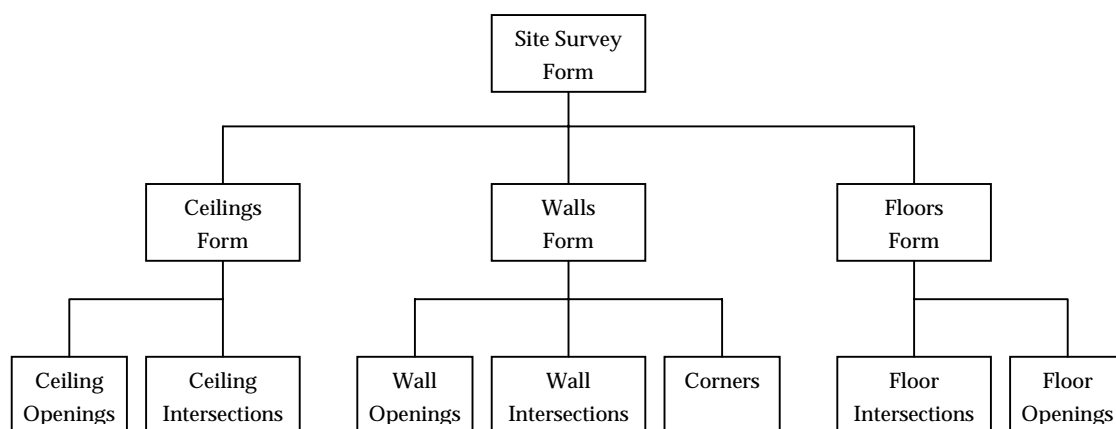 Site Survey
Form
Ceilings
Form
Walls
Form
Floors
Form
Ceiling
Openings
Ceiling
Intersections
Wall
Openings
Wall
Intersections
Corners
Floor
Intersections
Floor
Openings